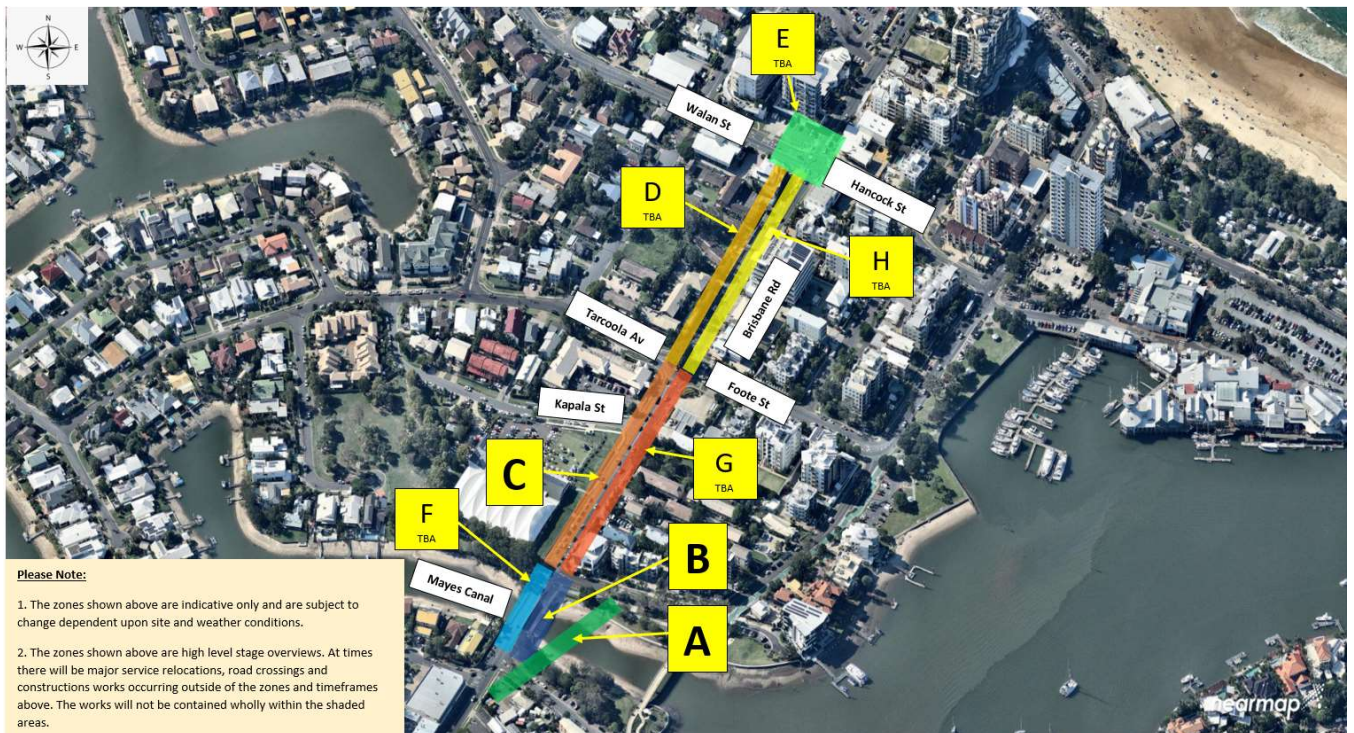 N
W
E
S
E
TBA
Walan St
D
TBA
Hancock St
H
TBA
Brisbane Rd
Tarcoola Av
Foote St
Kapala St
C
G
TBA
F
TBA
B
Mayes Canal
A
Please Note:
1. The zones shown above are indicative only and are subject to
change dependent upon site and weather conditions.
2. The zones shown above are high level stage overviews. At times
there will be major service relocations, road crossings and
constructions works occurring outside of the zones and timeframes
above. The works will not be contained wholly within the shaded
areas.
nearmap